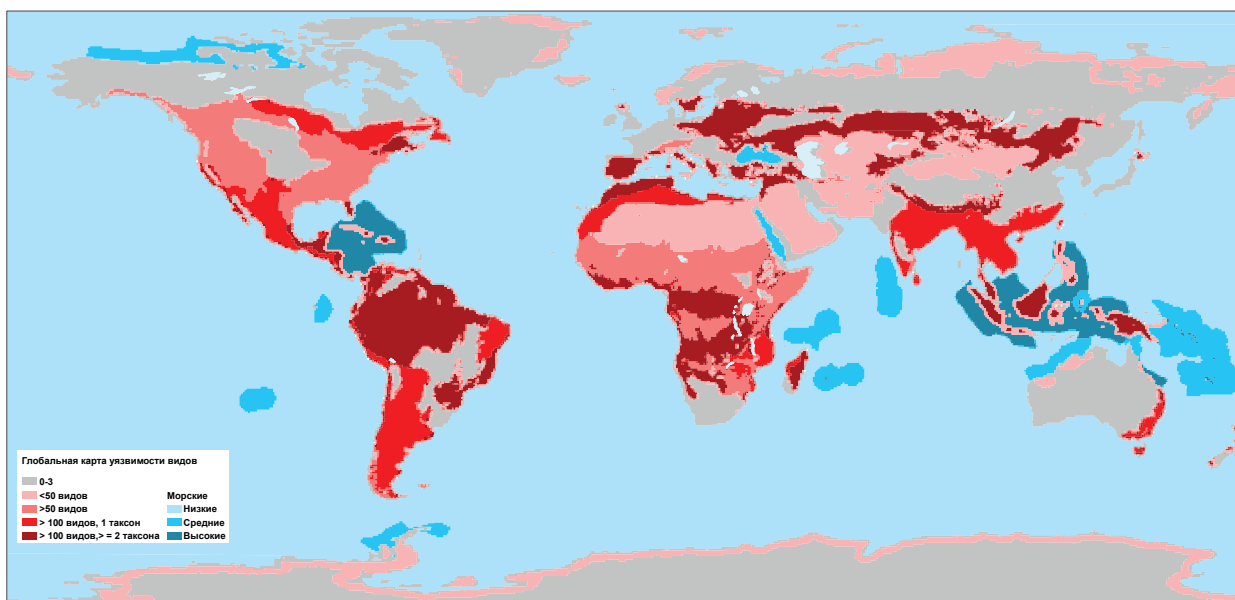 Глобальная карта уязвимости видов
0-3
<50 видов
>50 видов
> 100 видов, 1 таксон
> 100 видов,> = 2 таксона
Морские
Низкие
Средние
Высокие